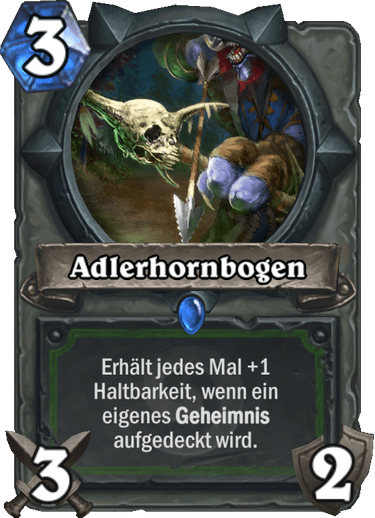 3
Adlerhornbogen
Erhält jedes Mal +1
Haltbarkeit, wenn ein
eigenes Geheimnis
aufgedeckt wird.
3
2